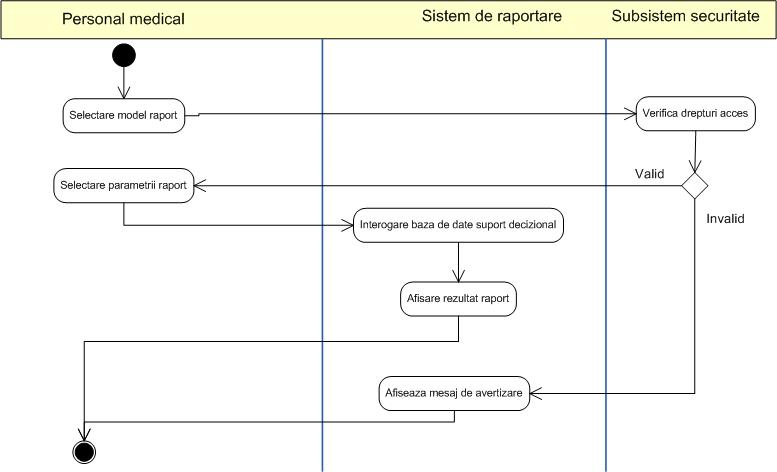 Personal medical
Sistem de raportare
Subsistem securitate
Selectare model raport
Verifica drepturi acces
Valid
Selectare parametrii raport
Invalid
Interogare baza de date suport decizional
Afisare rezultat raport
Afiseaza mesaj de avertizare